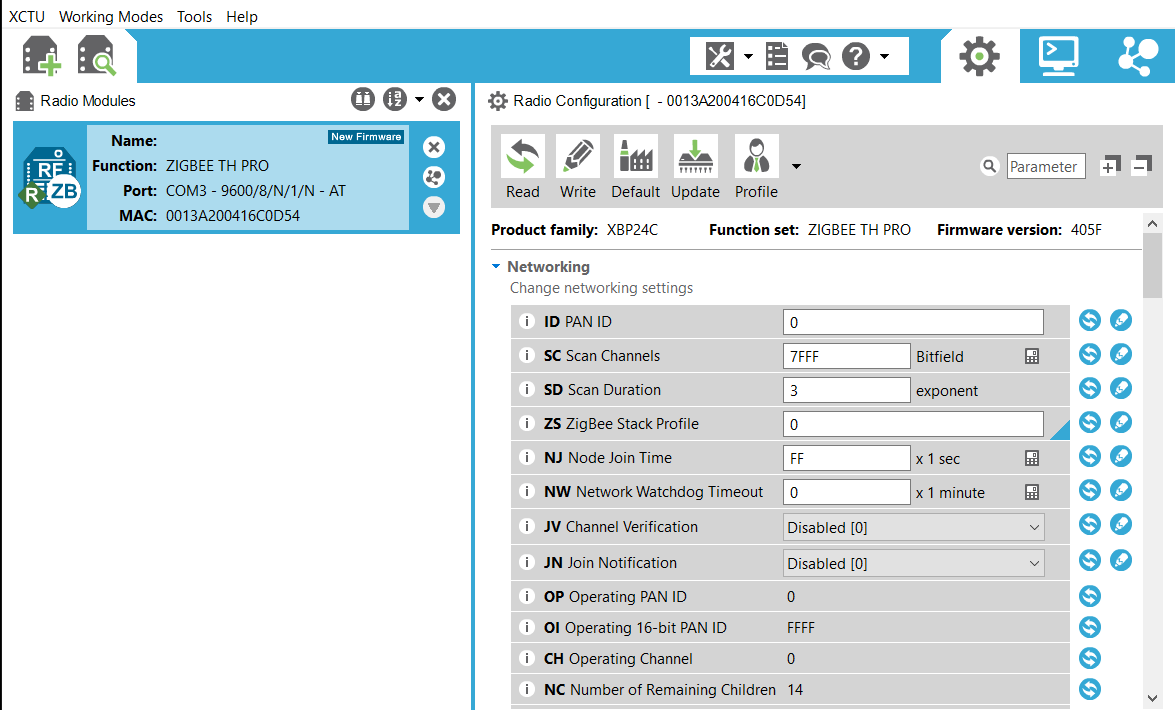 XCTU Working Modes Tools Help
Radio Modules
Radio Configuration [ - 0013A200416C0D54]
RF
R
ZB
Name:
New Firmware
Function: ZIGBEE TH PRO
Port: COM3 - 9600/8/N/1/N - AT
MAC: 0013A200416C0D54
Read Write Default Update Profile
Parameter
Product family: XBP24C Function set: ZIGBEE TH PRO Firmware version: 405F
Networking
Change networking settings
i ID PAN ID 0
i SC Scan Channels 7FFF Bitfield
i SD Scan Duration 3 exponent
i ZS ZigBee Stack Profile 0
i NJ Node Join Time FF x 1 sec
i NW Network Watchdog Timeout 0 x 1 minute
i JV Channel Verification Disabled [0]
i JN Join Notification Disabled [0]
i OP Operating PAN ID 0
i OI Operating 16-bit PAN ID FFFF
i CH Operating Channel 0
i NC Number of Remaining Children 14